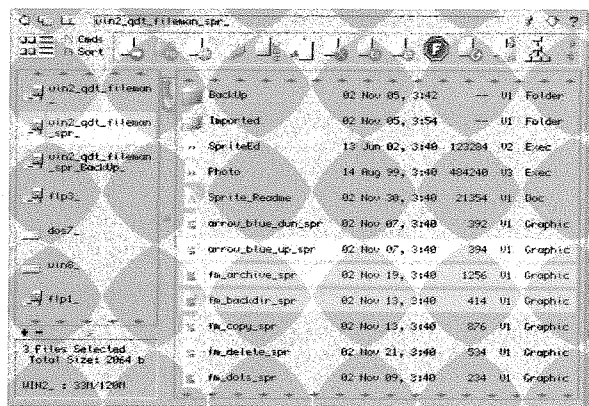 win2_qdt_fileman_spr_
Cmds
Sort
win2_qdt_fileman
_
win2_qdt_fileman
_spr_
win2_qdt_fileman
_spr_BackUp_
flp3_
dos7_
win8_
flp1_
BackUp 02 Nov 05, 3:42 -- V1 Folder
Imported 02 Nov 05, 3:54 -- V1 Folder
SpriteEd 13 Jun 02, 3:40 123284 V2 Exec
Photo 14 Aug 99, 3:40 484240 V3 Exec
Sprite_Readme 02 Nov 30, 3:40 21354 V1 Doc
arrow_blue_dwn_spr 02 Nov 07, 3:40 392 V1 Graphic
arrow_blue_up_spr 02 Nov 07, 3:40 394 V1 Graphic
fm_archive_spr 02 Nov 19, 3:40 1256 V1 Graphic
fm_backdir_spr 02 Nov 13, 3:40 414 V1 Graphic
fm_copy_spr 02 Nov 13, 3:40 876 V1 Graphic
fm_delete_spr 02 Nov 21, 3:40 534 V1 Graphic
fm_dots_spr 02 Nov 09, 3:40 234 V1 Graphic
3 Files Selected
Total Size: 2064 b
WIN2_ : 33M/120M